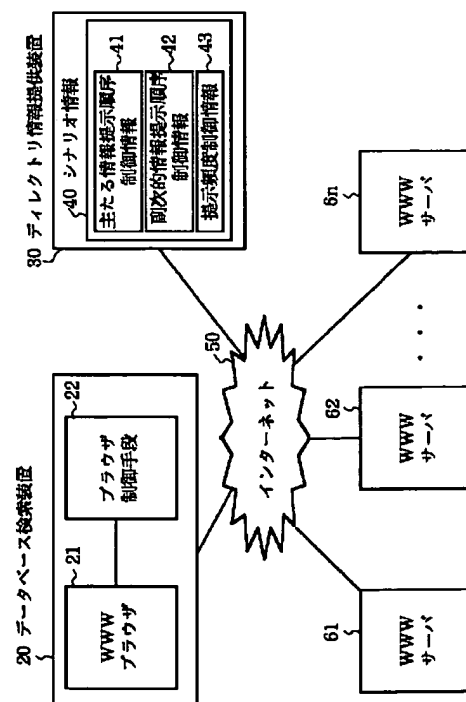 20 データベース検索装置
21
WWW
ブラウザ
22
ブラウザ
制御手段
30 ディレクトリ情報提供装置
40 シナリオ情報
主たる情報提示順序
制御情報
41
副次的情報提示順序
制御情報
42
提示頻度制御情報
43
50
インターネット
61
WWW
サーバ
62
WWW
サーバ
・・・
6n
WWW
サーバ